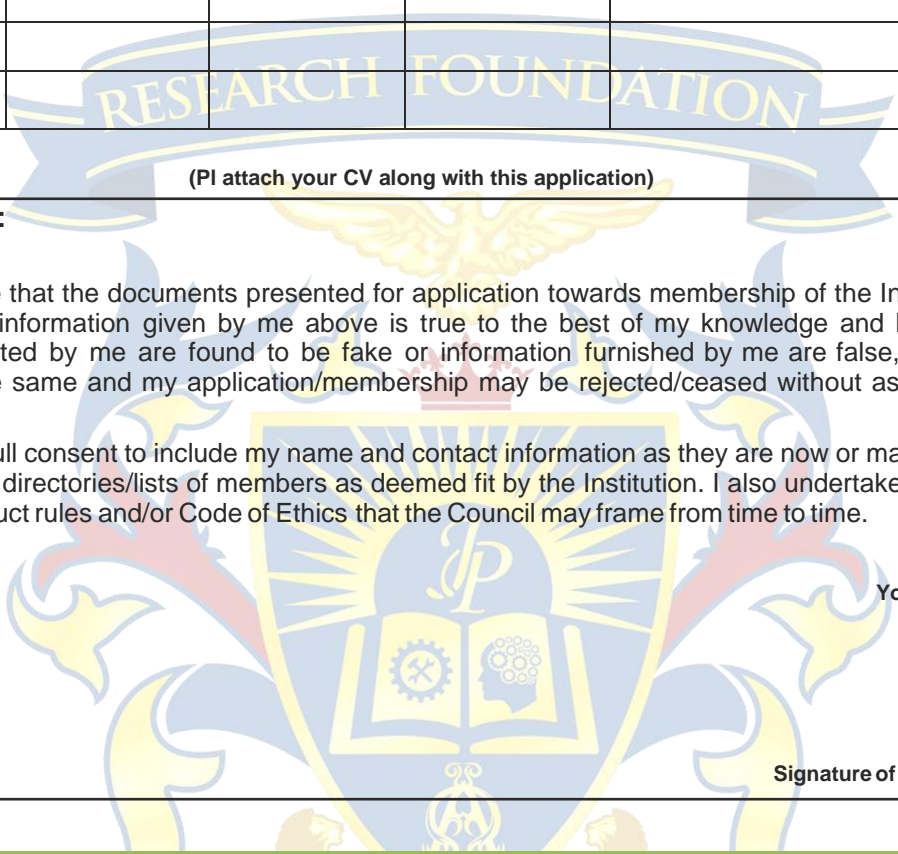 RESEARCH FOUNDATION
(Pl attach your CV along with this application)
:
that the documents presented for application towards membership of the In
information given by me above is true to the best of my knowledge and
ted by me are found to be fake or information furnished by me are false,
same and my application/membership may be rejected/ceased without as
ull consent to include my name and contact information as they are now or ma
directories/lists of members as deemed fit by the Institution. I also undertake
uct rules and/or Code of Ethics that the Council may frame from time to time.
Yo
Signature of